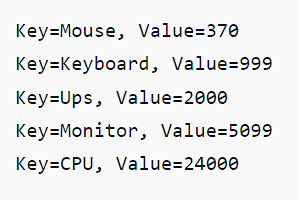 Key=Mouse, Value=370
Key=Keyboard, Value=999
Key=Ups, Value=2000
Key=Monitor, Value=5099
Key=CPU, Value=24000